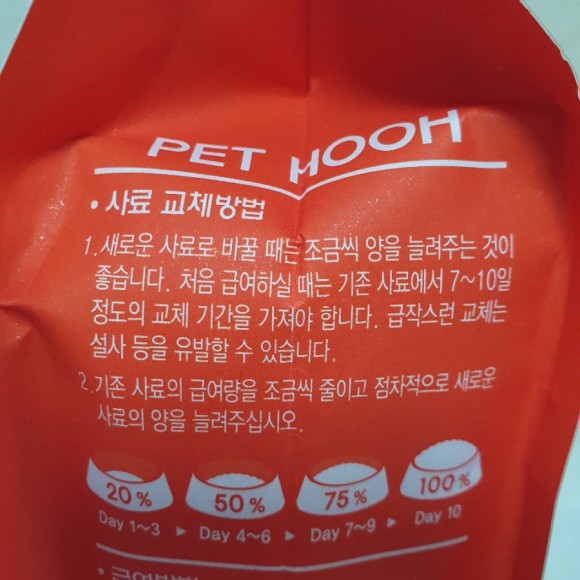 PET HOOH
• 사료 교체방법
1. 새로운 사료로 바꿀 때는 조금씩 양을 늘려주는 것이
좋습니다. 처음 급여하실 때는 기존 사료에서 7~10일
정도의 교체 기간을 가져야 합니다. 급작스런 교체는
설사 등을 유발할 수 있습니다.
2. 기존 사료의 급여량을 조금씩 줄이고 점차적으로 새로운
사료의 양을 늘려주십시오.
20% 50% 75% 100%
Day 1~3 ▶ Day 4~6 ▶ Day 7~9 ▶ Day 10